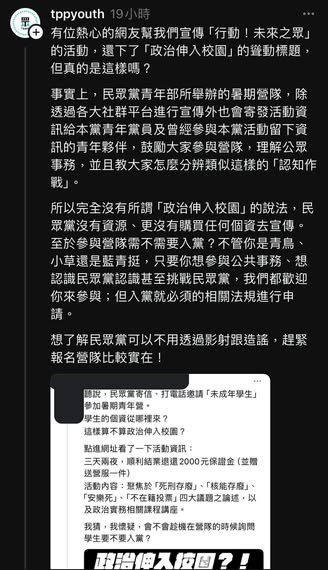 眾
tppyouth 19小時
有位熱心的網友幫我們宣傳「行動！未來之眾」
的活動，還下了「政治伸入校園」的聳動標題，
但真的是這樣嗎？
事實上，民眾黨青年部所舉辦的暑期營隊，除
透過各大社群平台進行宣傳外也會寄發活動資
訊給本黨青年黨員及曾經參與本黨活動留下資
訊的青年夥伴，鼓勵大家參與營隊，理解公眾
事務，並且教大家怎麼分辨類似這樣的「認知作
戰」。
所以完全沒有所謂「政治伸入校園」的說法，民
眾黨沒有資源、更沒有購買任何個資去宣傳。
至於參與營隊需不需要入黨？不管你是青鳥、
小草還是藍青挺，只要你想參與公共事務、想
認識民眾黨認識甚至挑戰民眾黨，我們都歡迎
你來參與；但入黨就必須的相關法規進行申
請。
想了解民眾黨可以不用透過影射跟造謠，趕緊
報名營隊比較實在！
聽說，民眾黨寄信、打電話邀請「未成年學生」
參加暑期青年營。
學生的個資從哪裡來？
這樣算不算政治伸入校園？
點進網址看了一下活動資訊：
三天兩夜，順利結業退還2000元保證金（並贈
送營服一件）
活動內容：聚焦於「死刑存廢」、「核能存廢」、
「安樂死」、「不在籍投票」四大議題之論述，以
及政治實務相關課程講座。
我猜，我懷疑，會不會趁機在營隊的時候詢問
學生要不要入黨？
政治伸入校園？！